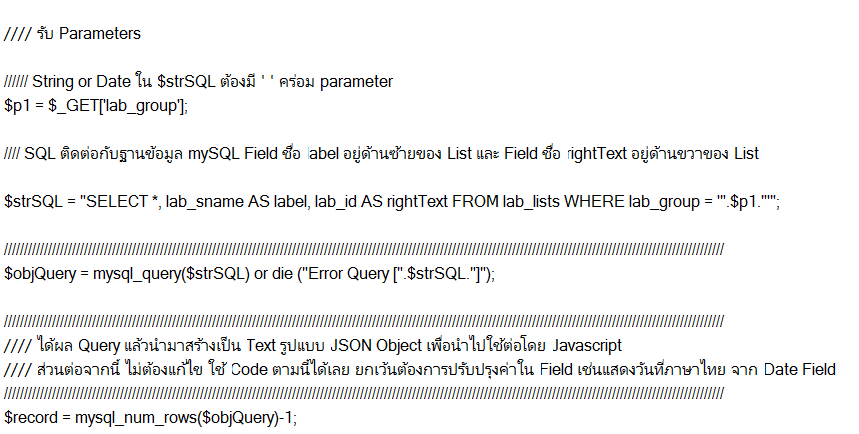 //// รับ Parameters
////// String or Date ใน $strSQL ต้องมี ' ' คร่อม parameter
$p1 = $_GET['lab_group'];
//// SQL ติดต่อกับฐานข้อมูล mySQL Field ชื่อ label อยู่ด้านซ้ายของ List และ Field ชื่อ rightText อยู่ด้านขวาของ List
$strSQL = "SELECT *, lab_sname AS label, lab_id AS rightText FROM lab_lists WHERE lab_group = '".$p1."'";
////////////////////////////////////////////////////////////////////////////////////////////////////////////////////////////////////////////////
$objQuery = mysql_query($strSQL) or die ("Error Query [".$strSQL."]");
////////////////////////////////////////////////////////////////////////////////////////////////////////////////////////////////////////////////
//// ได้ผล Query แล้วนำมาสร้างเป็น Text รูปแบบ JSON Object เพื่อนำไปใช้ต่อโดย Javascript
//// ส่วนต่อจากนี้ ไม่ต้องแก้ไข ใช้ Code ตามนี้ได้เลย ยกเว้นต้องการปรับปรุงค่าใน Field เช่นแสดงวันที่ภาษาไทย จาก Date Field
////////////////////////////////////////////////////////////////////////////////////////////////////////////////////////////////////////////////
$record = mysql_num_rows($objQuery)-1;